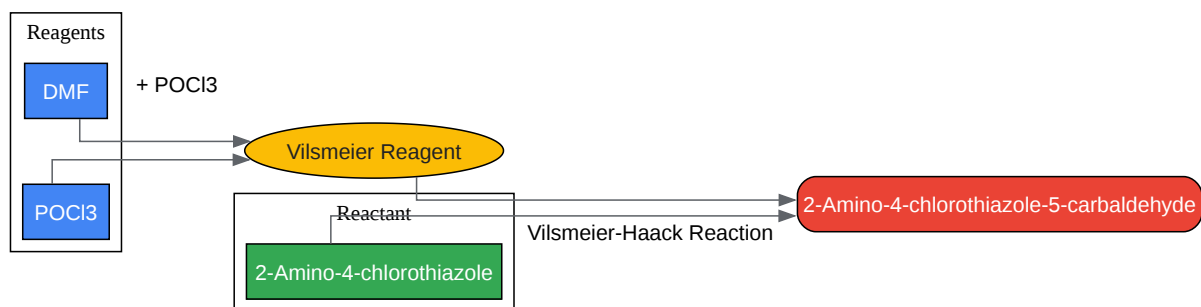 Reagents
DMF
+ POCl3
POCl3
Vilsmeier Reagent
Reactant
2-Amino-4-chlorothiazole
Vilsmeier-Haack Reaction
2-Amino-4-chlorothiazole-5-carbaldehyde